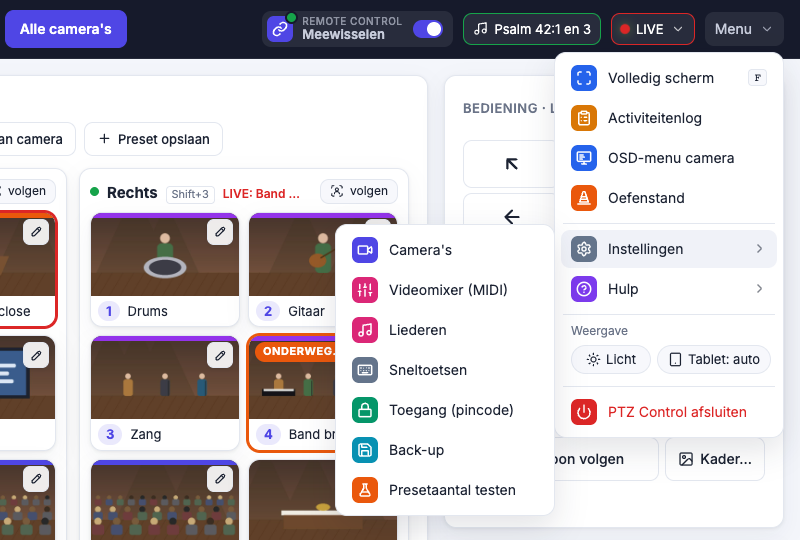 Alle camera's
REMOTE CONTROL
Meewisselen
Psalm 42:1 en 3
LIVE
Menu
an camera
Preset opslaan
BEDIENING · L
volgen
Rechts
Shift+3
LIVE: Band ...
volgen
close
1 Drums
2 Gitaar
3 Zang
ONDERWEG.
4 Band br
Volledig scherm
F
Activiteitenlog
OSD-menu camera
Oefenstand
Instellingen
Hulp
Weergave
Licht
Tablet: auto
PTZ Control afsluiten
Camera's
Videomixer (MIDI)
Liederen
Sneltoetsen
Toegang (pincode)
Back-up
Presetaantal testen
oon volgen
Kader...